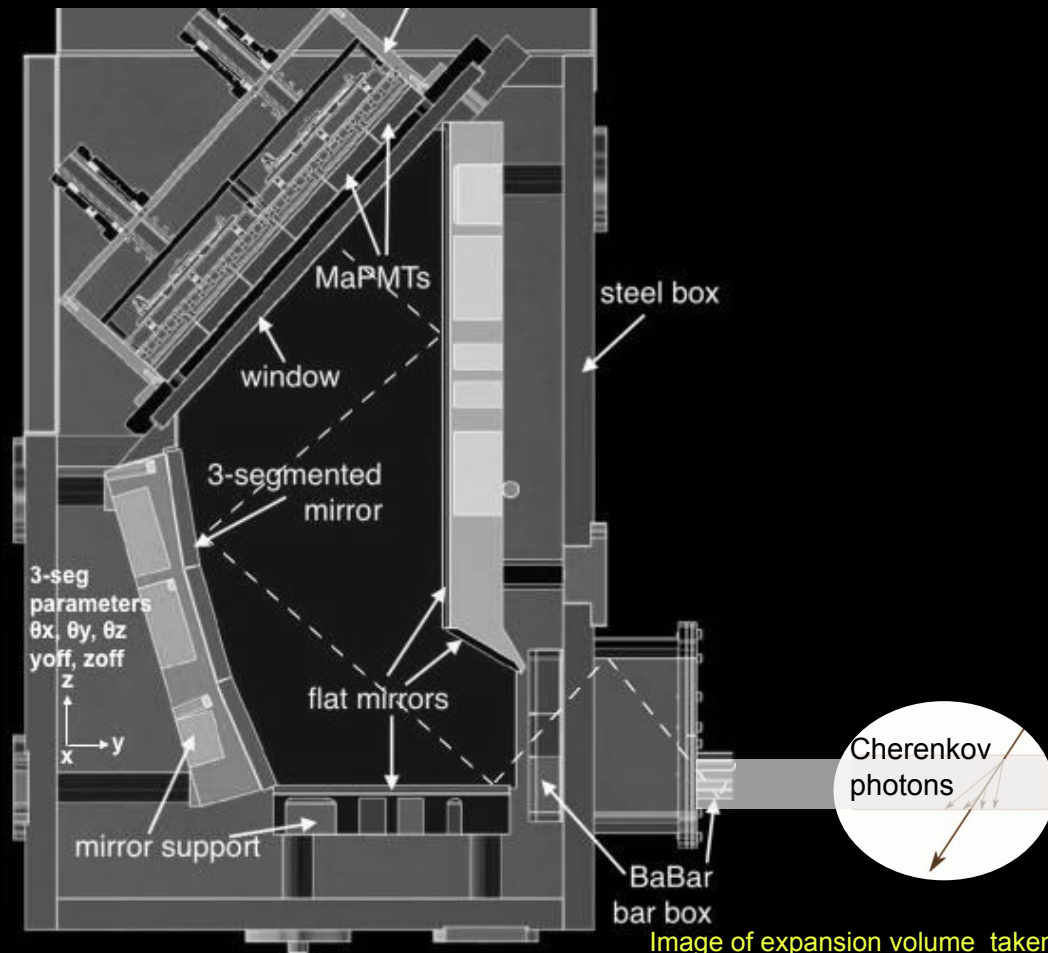 MaPMTs
steel box
window
3-segmented
mirror
3-seg
parameters
θx, θy, θz
yoff, zoff
z
y
x
flat mirrors
Cherenkov
photons
mirror support
BaBar
bar box
Image of expansion volume taken